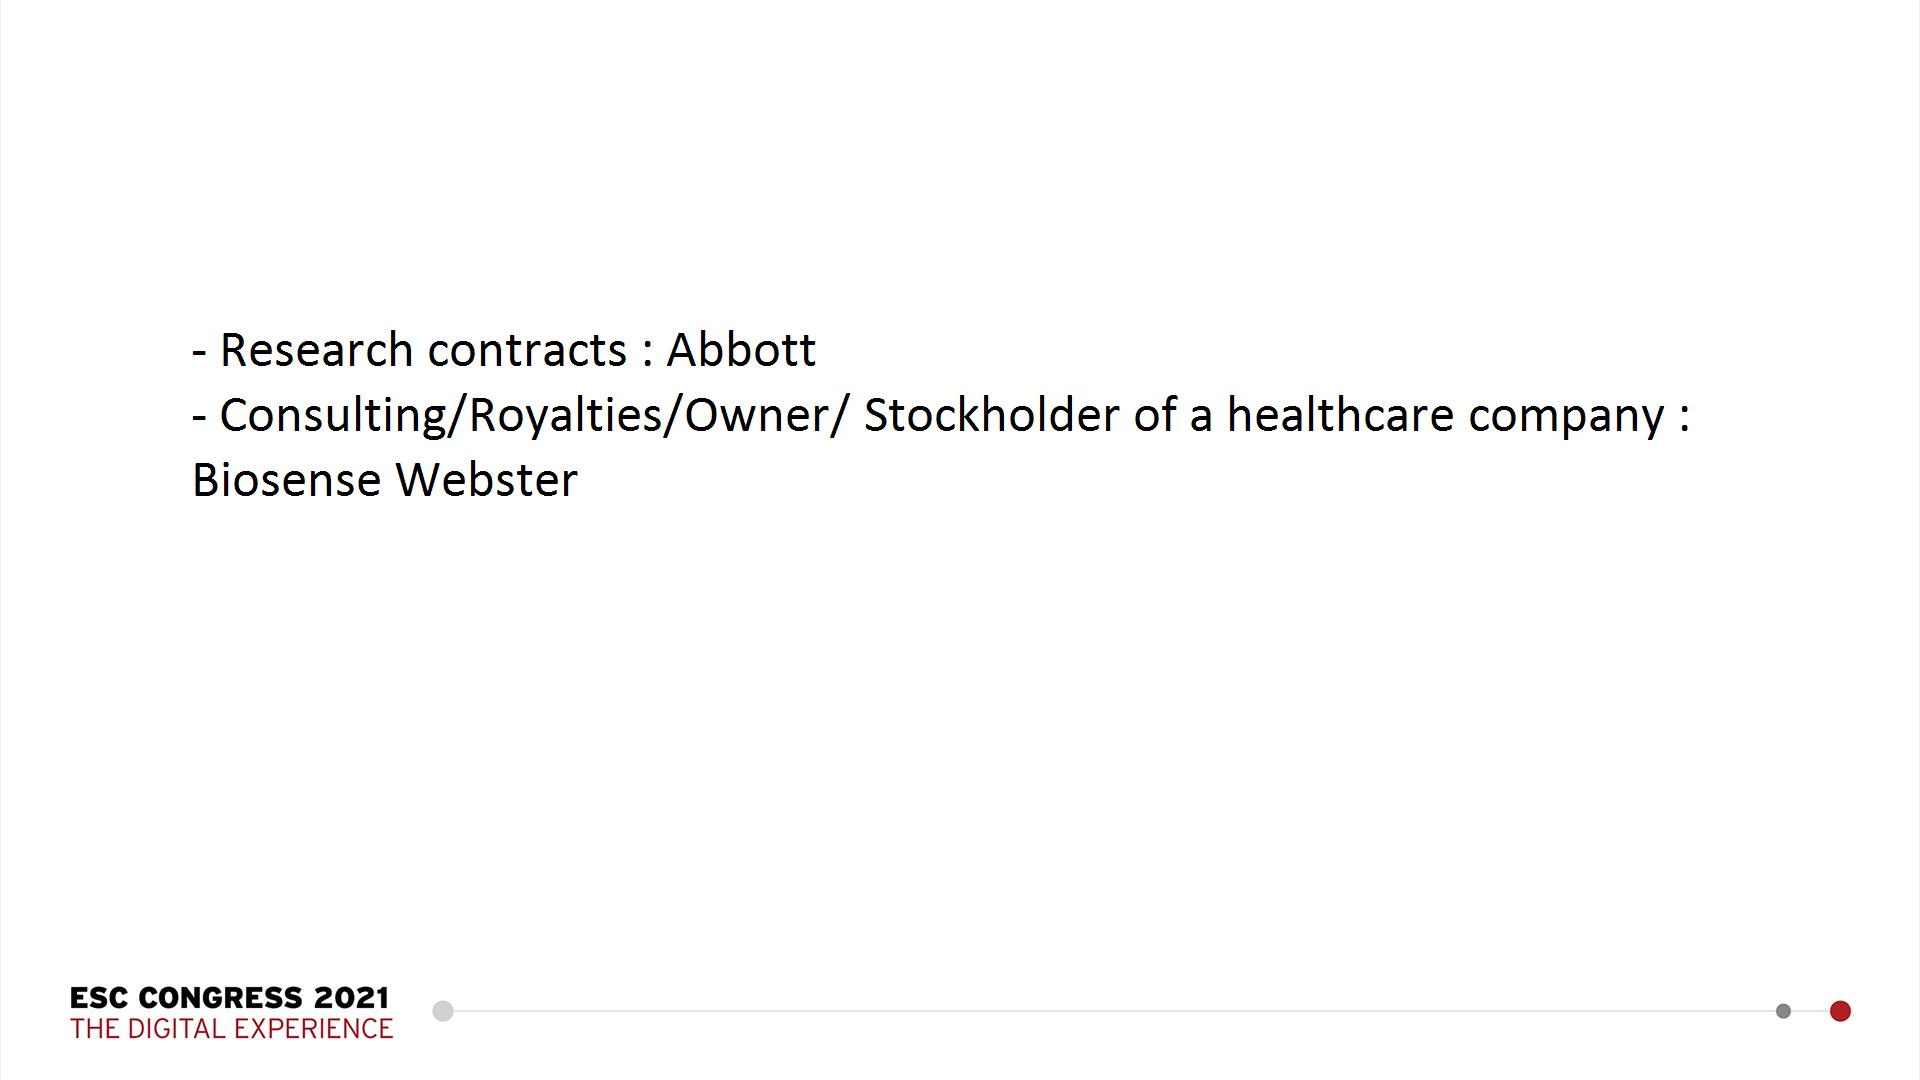 - Research contracts : Abbott
- Consulting/Royalties/Owner/ Stockholder of a healthcare company :
Biosense Webster
ESC CONGRESS 2021
THE DIGITAL EXPERIENCE